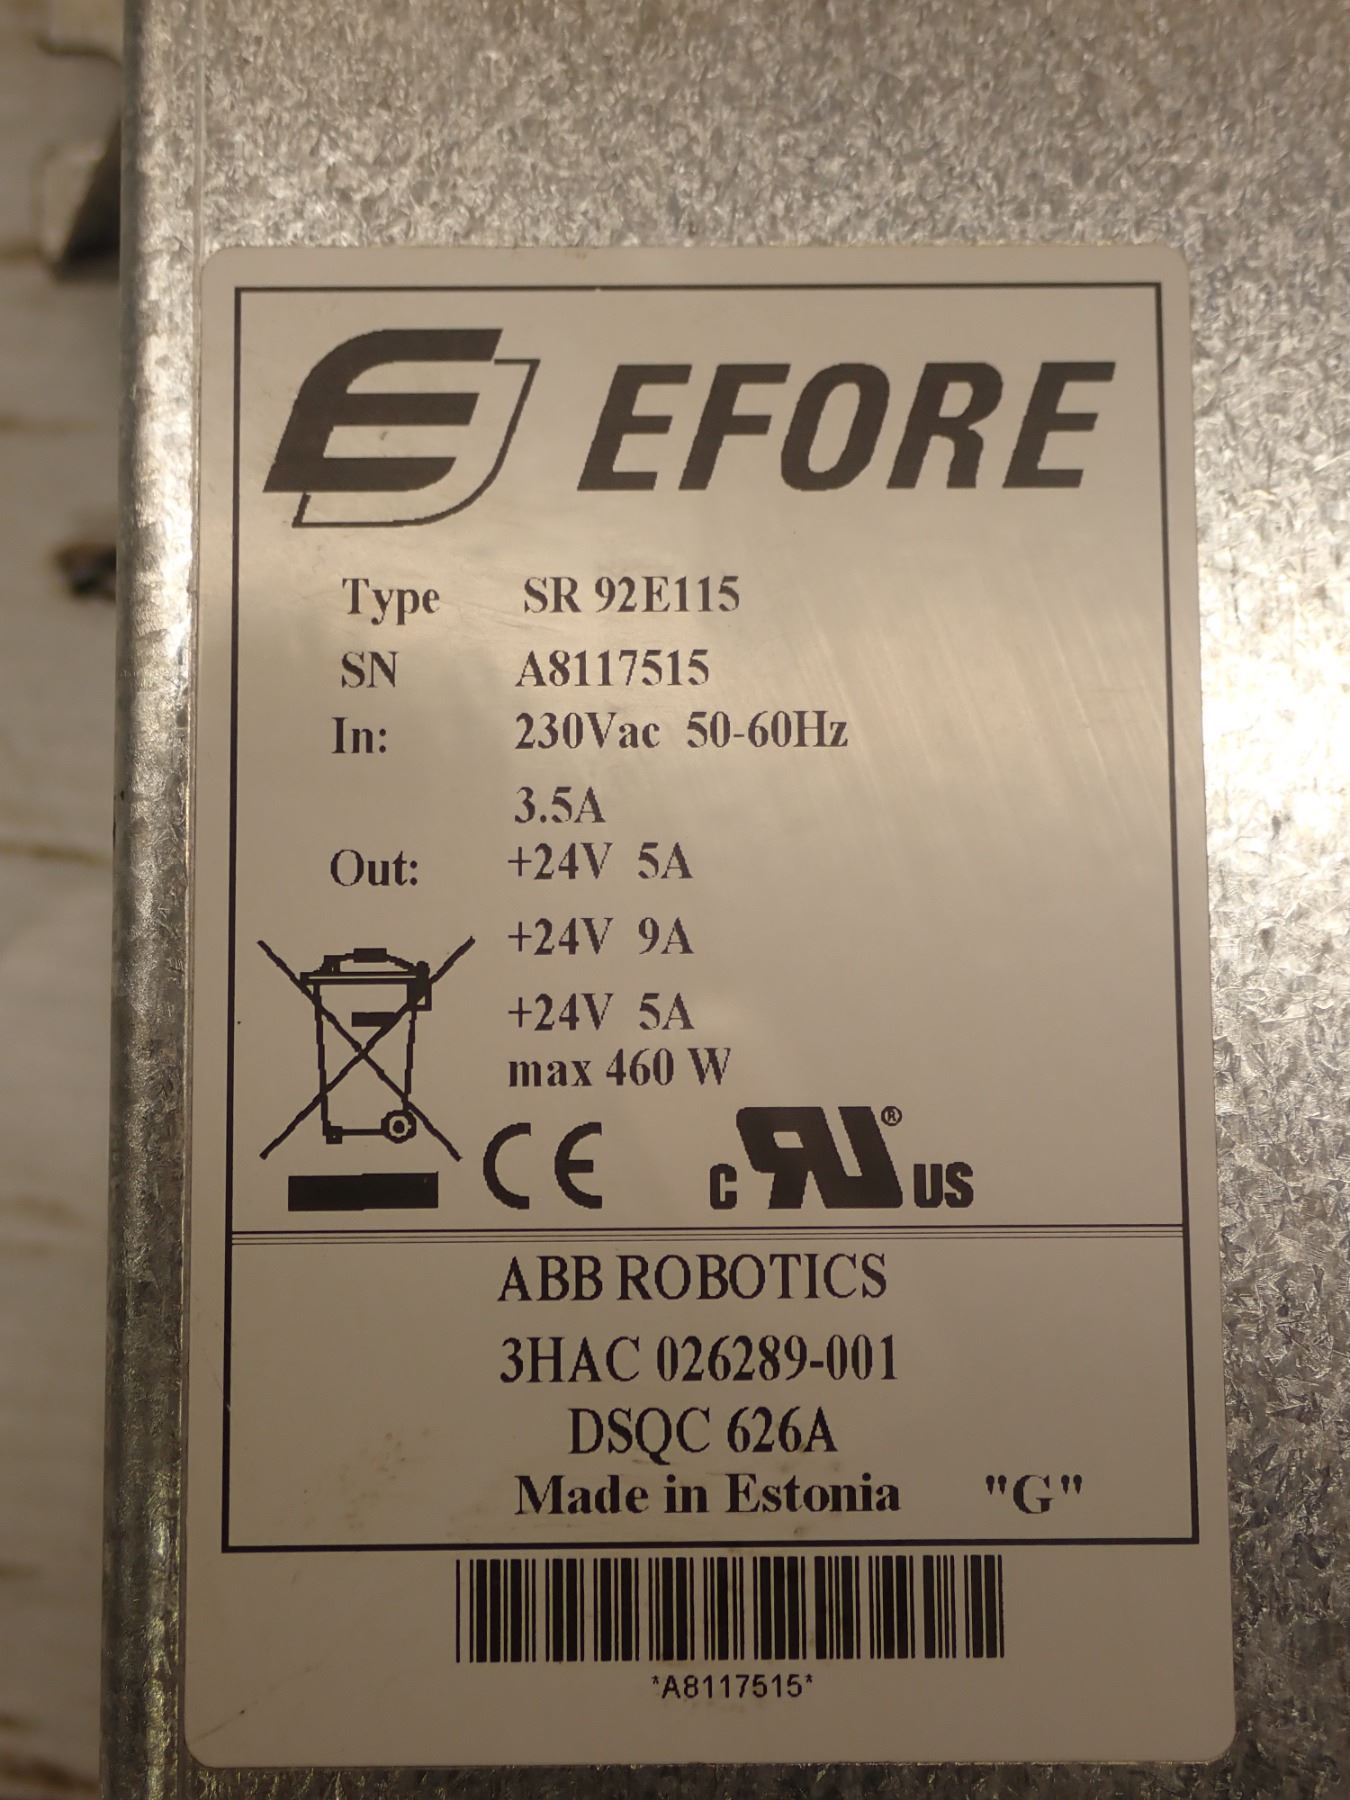 EFORE
Type SR 92E115
SN A8117515
In: 230Vac 50-60Hz
3.5A
Out: +24V 5A
+24V 9A
+24V 5A
max 460 W
CE c RU® US
ABB ROBOTICS
3HAC 026289-001
DSQC 626A
Made in Estonia "G"
*A8117515*